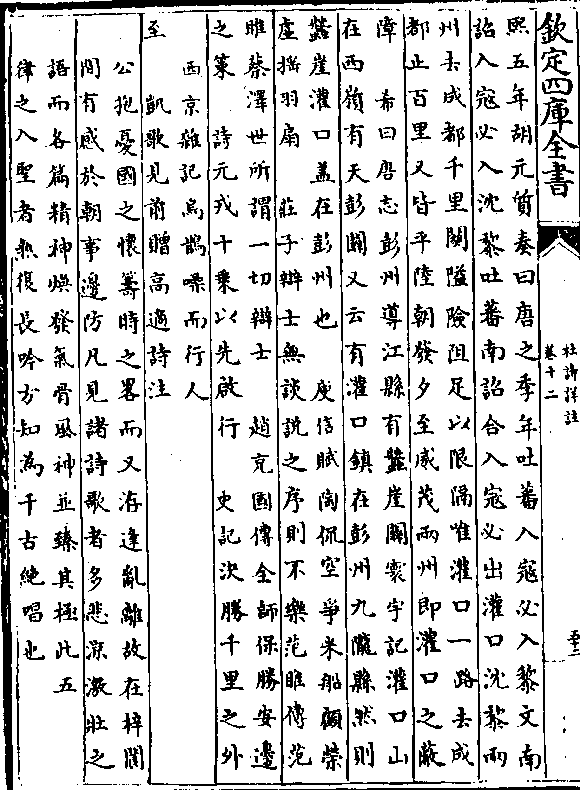 欽定四庫全書
杜詩詳註
卷十二
熙五年胡元質奏曰唐之季年吐蕃入寇必入黎文南
詔入寇必入沈黎吐蕃南詔合入寇必出灌口沈黎兩
州去成都千里關隘險阻足以限隔唯灌口一路去成
都止百里又皆平陸朝發夕至威茂兩州即灌口之蔽
障 希曰唐志彭州導江縣有蠶崖關寰宇記灌口山
在西嶺有天彭關又云有灌口鎮在彭州九隴縣然則
蠶崖灌口盖在彭州也 庾信賦陶侃空爭米船顧榮
虛揺羽扇 莊子辯士無談説之序則不樂范雎傳范
雎蔡澤世所謂一切辯士 趙充國傳全師保勝安邊
之策 詩元戎十乗以先啟行 史記決勝千里之外
西京雜記烏鵲噪而行人
至 凱歌見前贈高適詩注
公抱憂國之懷籌時之畧而又洊逢亂離故在梓閬
間有感於朝事邊防凡見諸詩歌者多悲涼激壯之
語而各篇精神煥發氣骨風神並臻其極此五
律之入聖者熟復長吟方知為千古絶唱也